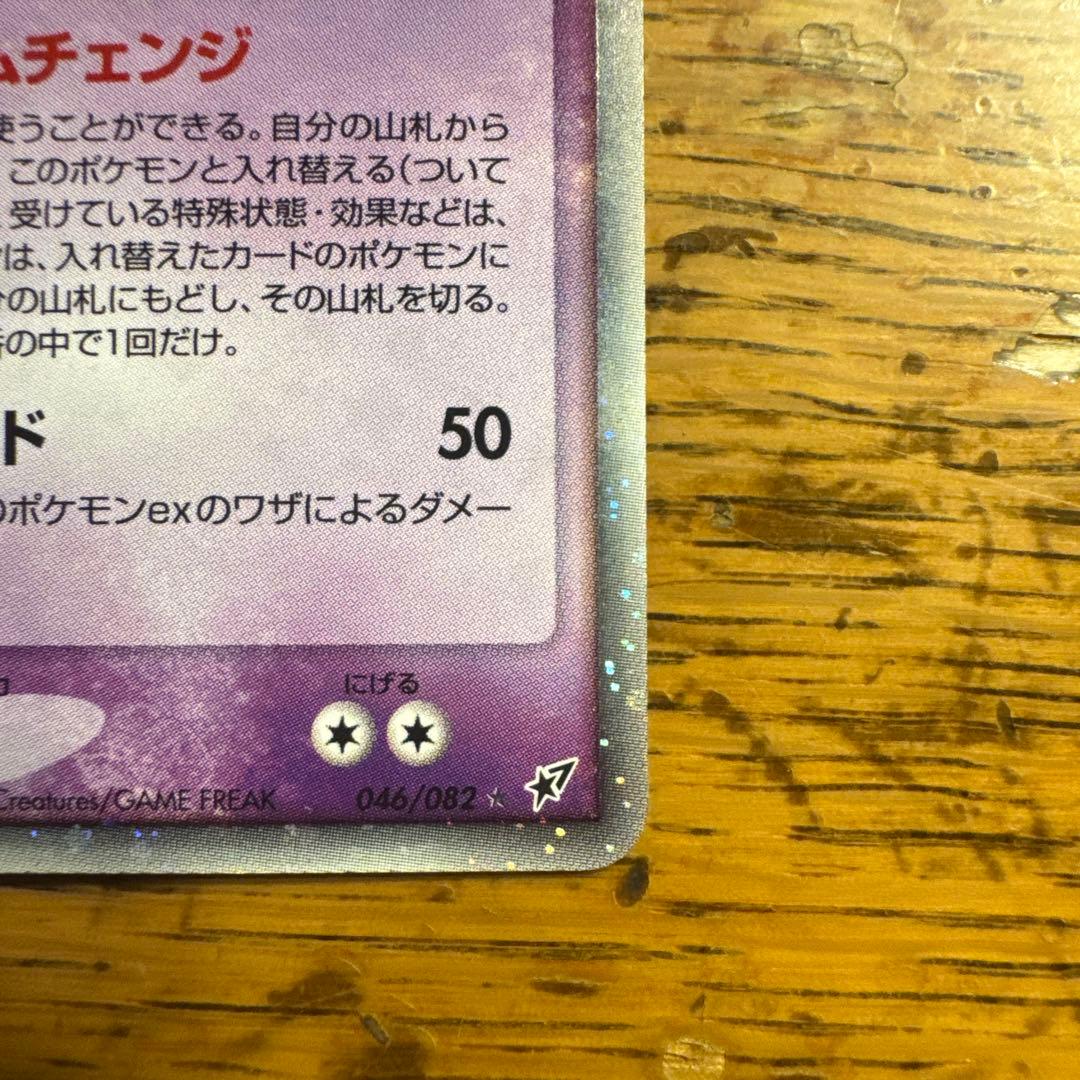 ムチェンジ
使うことができる。自分の山札から
このポケモンと入れ替える(ついて
受けている特殊状態・効果などは、
は、入れ替えたカードのポケモンに
の山札にもどし、その山札を切る。
の中で1回だけ。
ド 50
のポケモンexのワザによるダメー
にげる
Creatures/GAME FREAK 046/082 ★